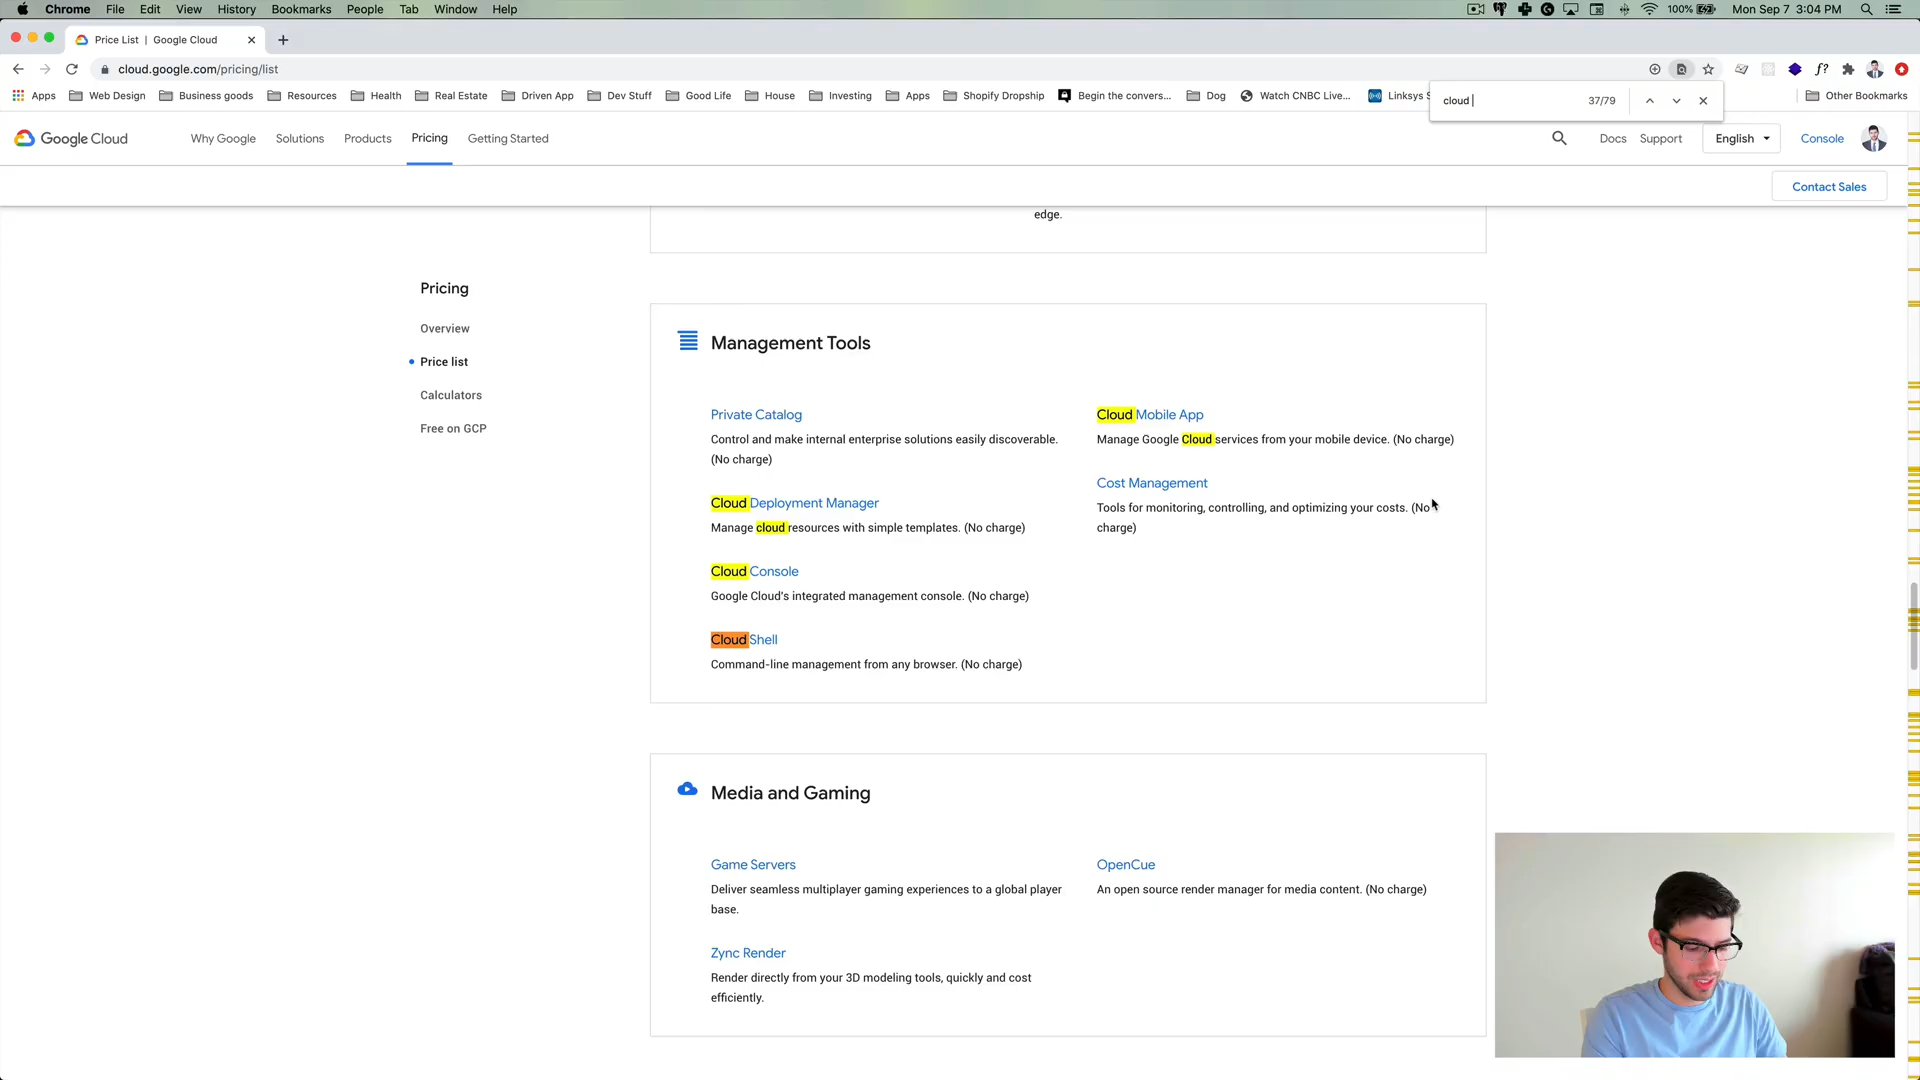 Chrome File Edit View History Bookmarks People Tab Window Help
100% Mon Sep 7 3:04 PM
Price List | Google Cloud
cloud.google.com/pricing/list
Apps Web Design Business goods Resources Health Real Estate Driven App Dev Stuff Good Life House Investing Apps Shopify Dropship Begin the convers... Dog Watch CNBC Live... Linksys S Other Bookmarks
cloud 37/79
Google Cloud Why Google Solutions Products Pricing Getting Started Docs Support English Console
Contact Sales
edge.
Pricing
Overview
Price list
Calculators
Free on GCP
Management Tools
Private Catalog
Control and make internal enterprise solutions easily discoverable.
(No charge)
Cloud Deployment Manager
Manage cloud resources with simple templates. (No charge)
Cloud Console
Google Cloud's integrated management console. (No charge)
Cloud Shell
Command-line management from any browser. (No charge)
Cloud Mobile App
Manage Google Cloud services from your mobile device. (No charge)
Cost Management
Tools for monitoring, controlling, and optimizing your costs. (No
charge)
Media and Gaming
Game Servers
Deliver seamless multiplayer gaming experiences to a global player
base.
Zync Render
Render directly from your 3D modeling tools, quickly and cost
efficiently.
OpenCue
An open source render manager for media content. (No charge)